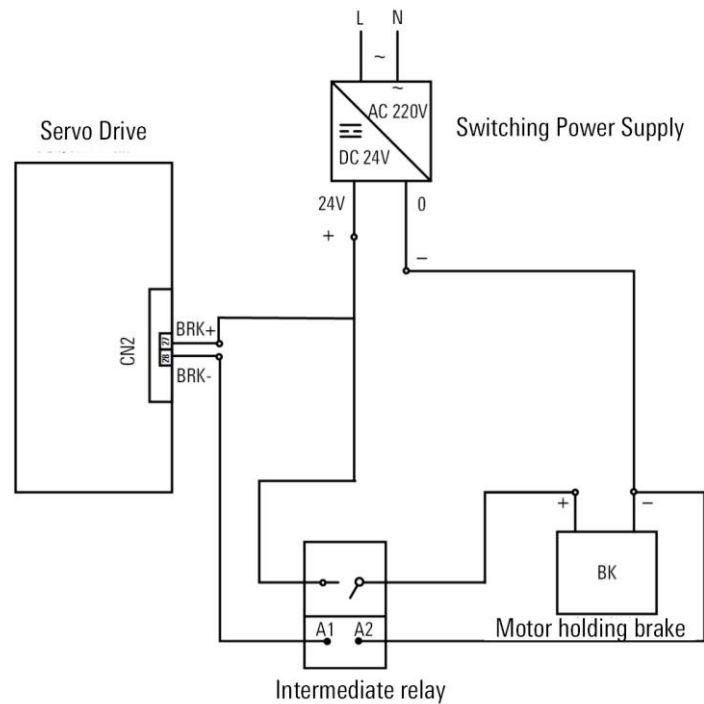 L N
~
~
AC 220V
DC 24V
Switching Power Supply
Servo Drive
24V 0
+ −
CN2
27
28
BRK+
BRK-
+ −
BK
Motor holding brake
A1 A2
Intermediate relay